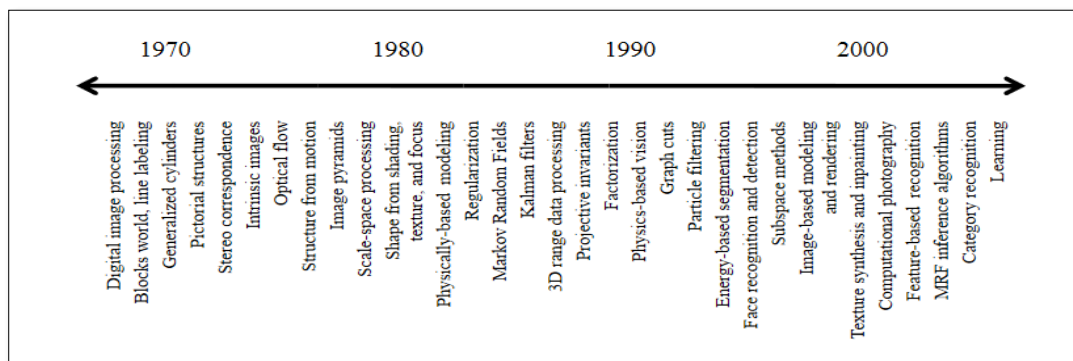 1970 1980 1990 2000
Digital image processing
Blocks world, line labeling
Generalized cylinders
Pictorial structures
Stereo correspondence
Intrinsic images
Optical flow
Structure from motion
Image pyramids
Scale-space processing
Shape from shading,
texture, and focus
Physically-based modeling
Regularization
Markov Random Fields
Kalman filters
3D range data processing
Projective invariants
Factorization
Physics-based vision
Graph cuts
Particle filtering
Energy-based segmentation
Face recognition and detection
Subspace methods
Image-based modeling
and rendering
Texture synthesis and inpainting
Computational photography
Feature-based recognition
MRF inference algorithms
Category recognition
Learning